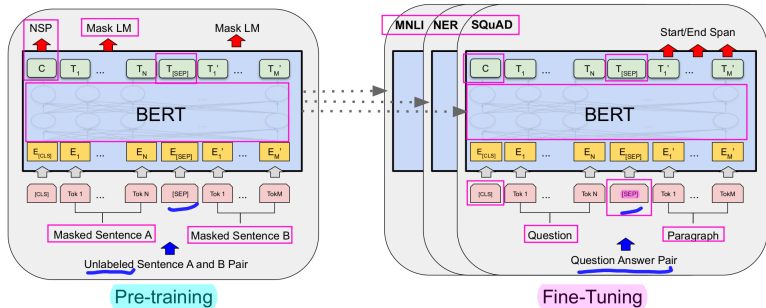 NSP Mask LM Mask LM
C T1 ... TN T[SEP] T1' ... TM'
BERT
E[CLS] E1 ... EN E[SEP] E1' ... EM'
[CLS] Tok 1 ... Tok N [SEP] Tok 1 ... TokM
Masked Sentence A Masked Sentence B
Unlabeled Sentence A and B Pair
Pre-training
MNLI NER SQuAD
Start/End Span
C T1 ... TN T[SEP] T1' ... TM'
BERT
E[CLS] E1 ... EN E[SEP] E1' ... EM'
[CLS] Tok 1 ... Tok N [SEP] Tok 1 ... TokM
Question Paragraph
Question Answer Pair
Fine-Tuning